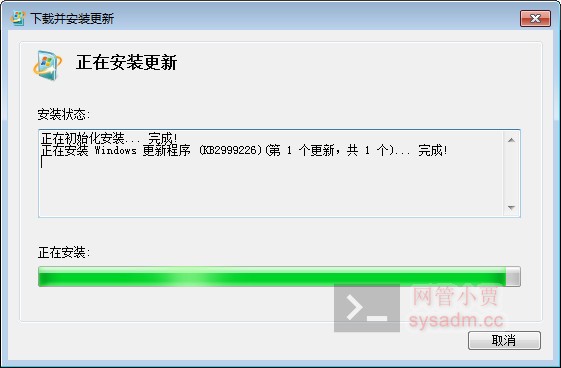 下载并安装更新
正在安装更新
安装状态:
正在初始化安装... 完成!
正在安装 Windows 更新程序 (KB2999226)(第 1 个更新，共 1 个)... 完成!
正在安装:
网管小贾
sysadm.cc
取消